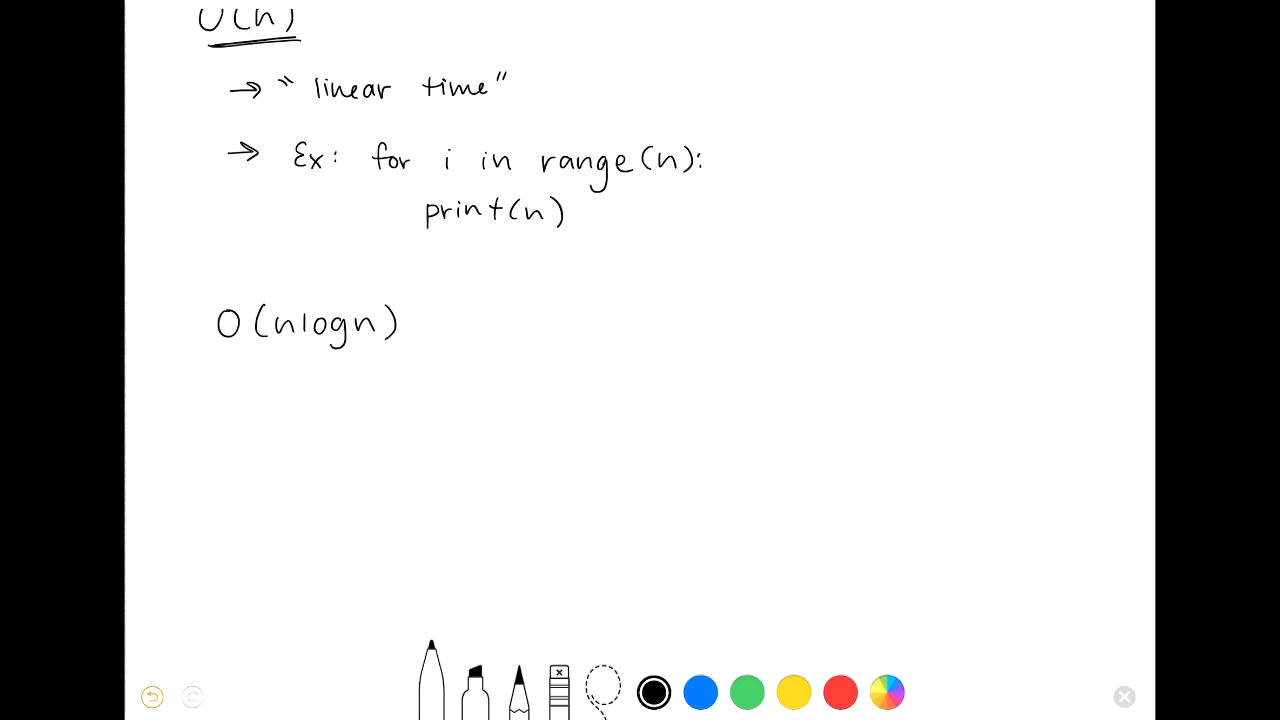 O(n)
→ "linear time"
→ Ex: for i in range(n):
print(n)
O(nlogn)